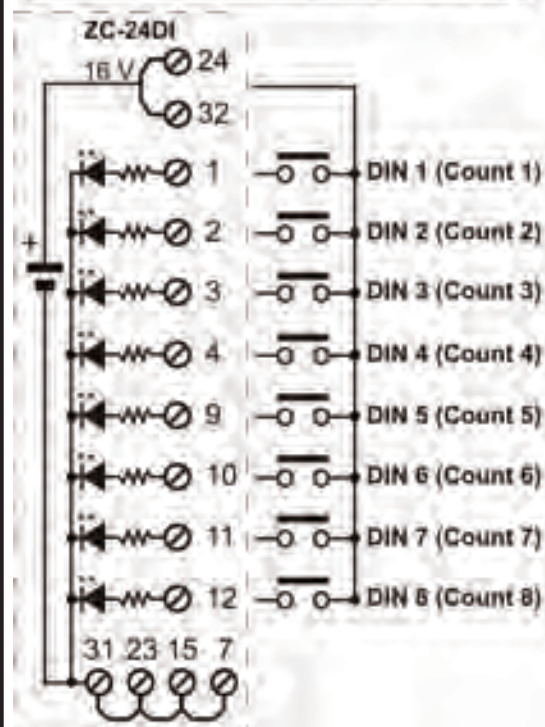 ZC-24DI
16 V
24
32
1 DIN 1 (Count 1)
2 DIN 2 (Count 2)
+
3 DIN 3 (Count 3)
4 DIN 4 (Count 4)
9 DIN 5 (Count 5)
10 DIN 6 (Count 6)
11 DIN 7 (Count 7)
12 DIN 8 (Count 8)
31 23 15 7